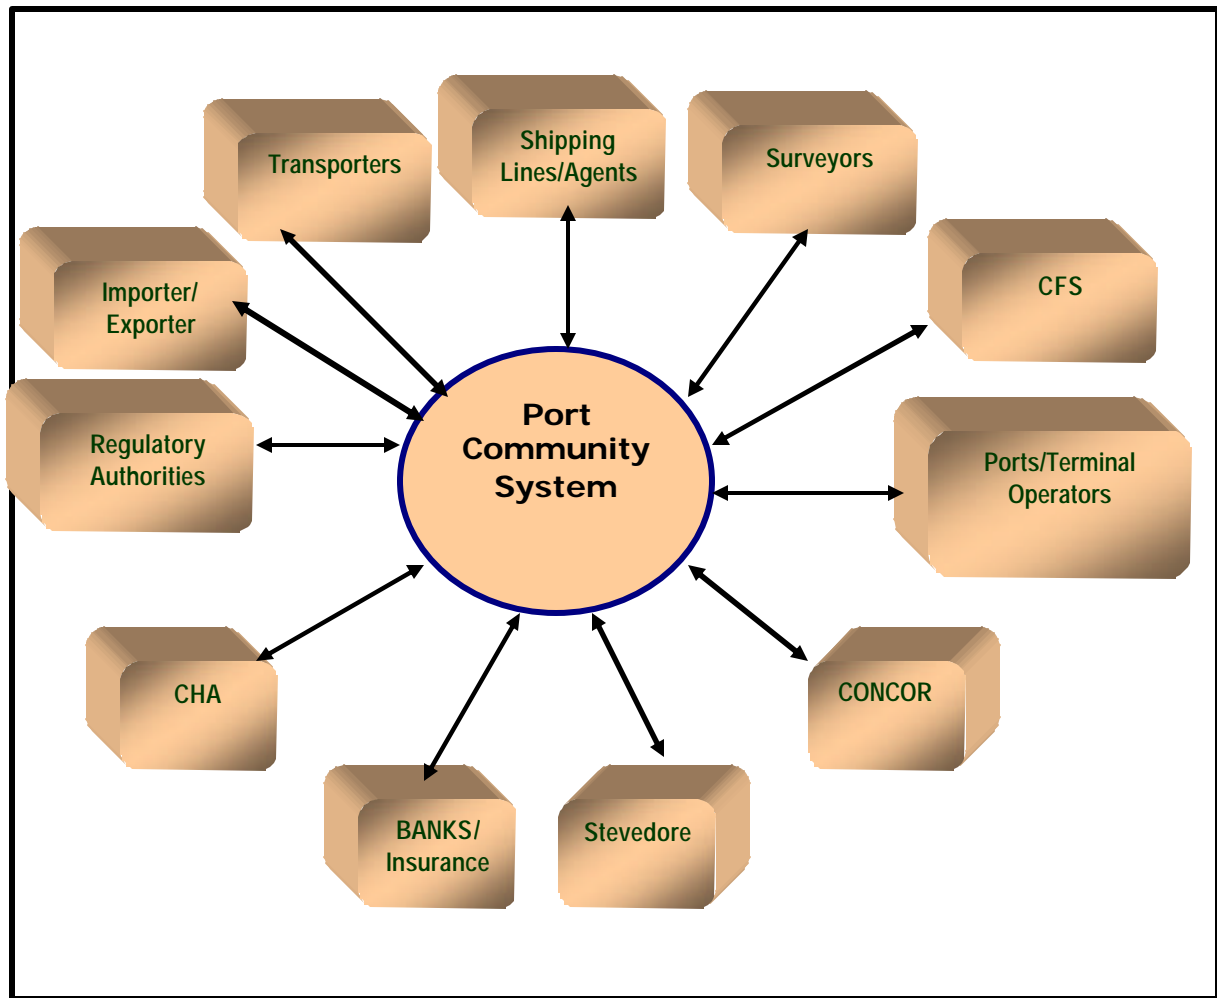 Shipping
Lines/Agents
Transporters
Surveyors
Importer/
Exporter
CFS
Port
Community
System
Regulatory
Authorities
Ports/Terminal
Operators
CHA
CONCOR
BANKS/
Insurance
Stevedore